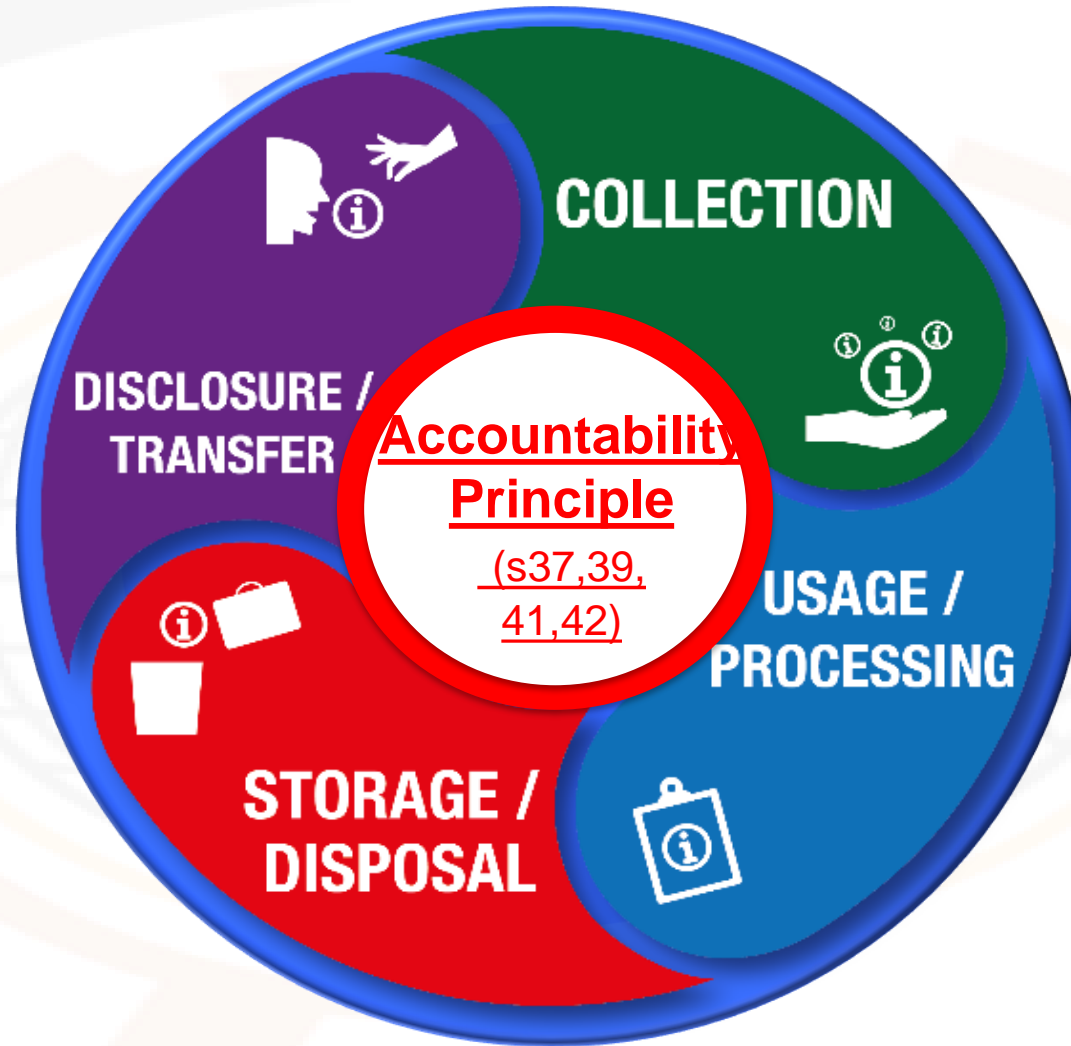 COLLECTION
DISCLOSURE /
TRANSFER
Accountability
Principle
(s37,39,
41,42)
USAGE /
PROCESSING
STORAGE /
DISPOSAL
i
i
i
i
i
i
i